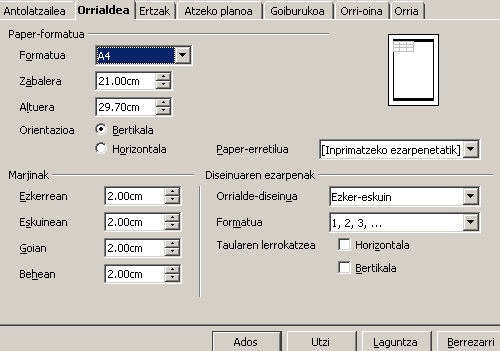 Antolatzailea Orrialdea Ertzak Atzeko planoa Goiburukoa Orri-oina Orria
Paper-formatua
Formatua A4
Zabalera 21.00cm
Altuera 29.70cm
Orientazioa Bertikala
Horizontala Paper-erretilua [Inprimatzeko ezarpenetatik]
Marjinak Diseinuaren ezarpenak
Ezkerrean 2.00cm Orrialde-diseinua Ezker-eskuin
Eskuinean 2.00cm Formatua 1, 2, 3, ...
Goian 2.00cm Taularen lerrokatzea Horizontala
Behean 2.00cm Bertikala
Ados Utzi Laguntza Berrezarri